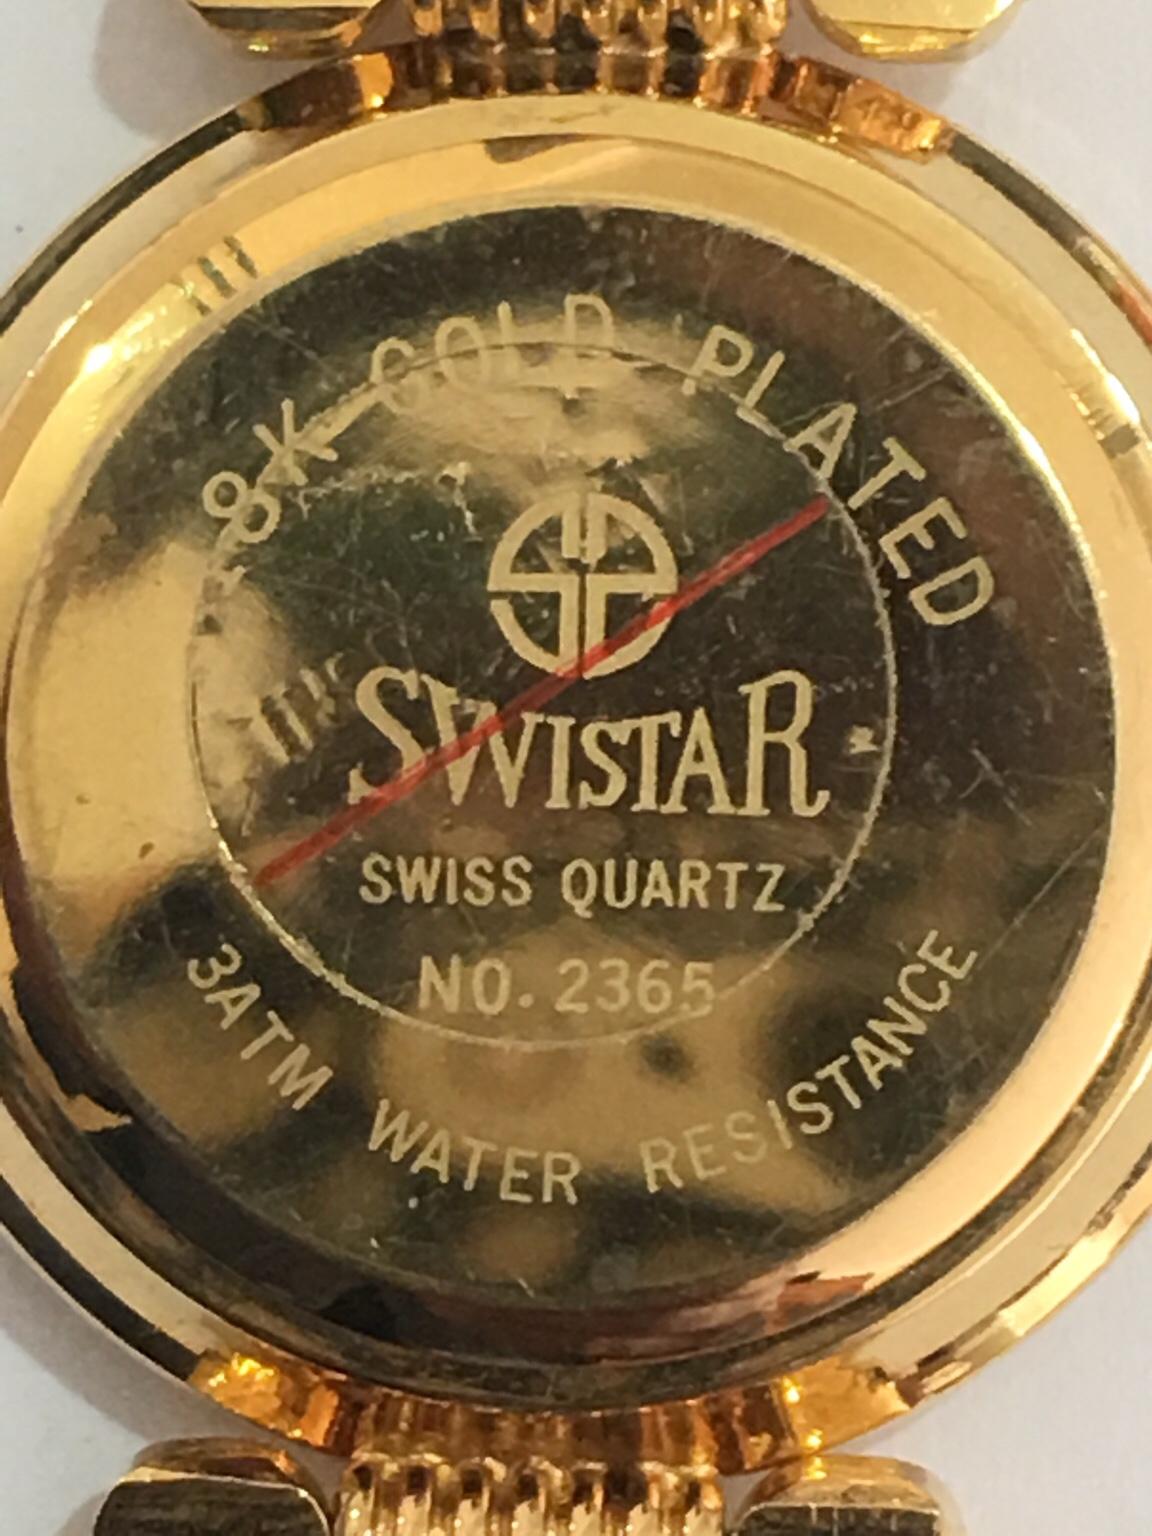 18K GOLD PLATED
SWISTAR
SWISS QUARTZ
NO. 2365
3ATM WATER RESISTANCE